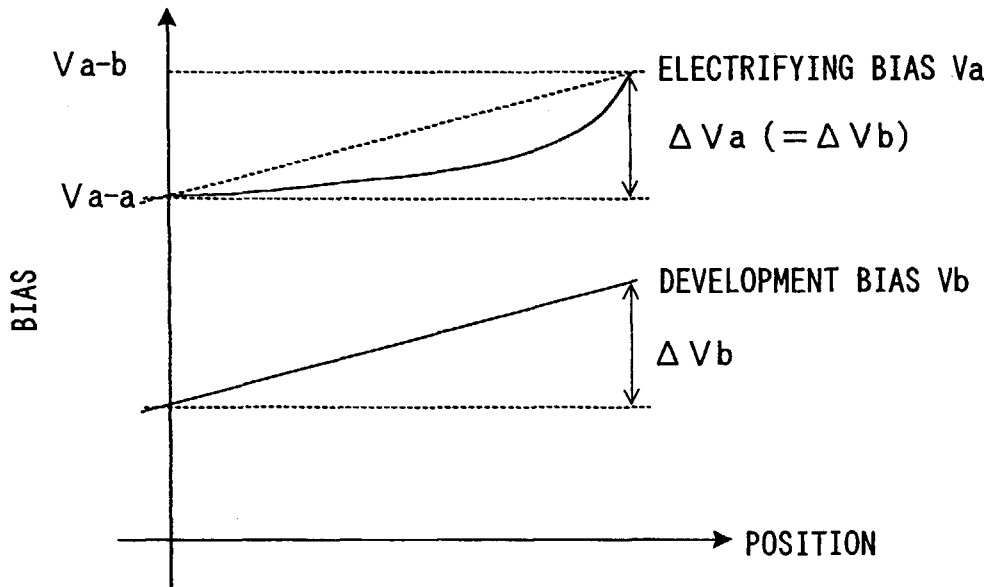 Va-b
ELECTRIFYING BIAS Va
ΔVa (=ΔVb)
Va-a
BIAS
DEVELOPMENT BIAS Vb
ΔVb
POSITION